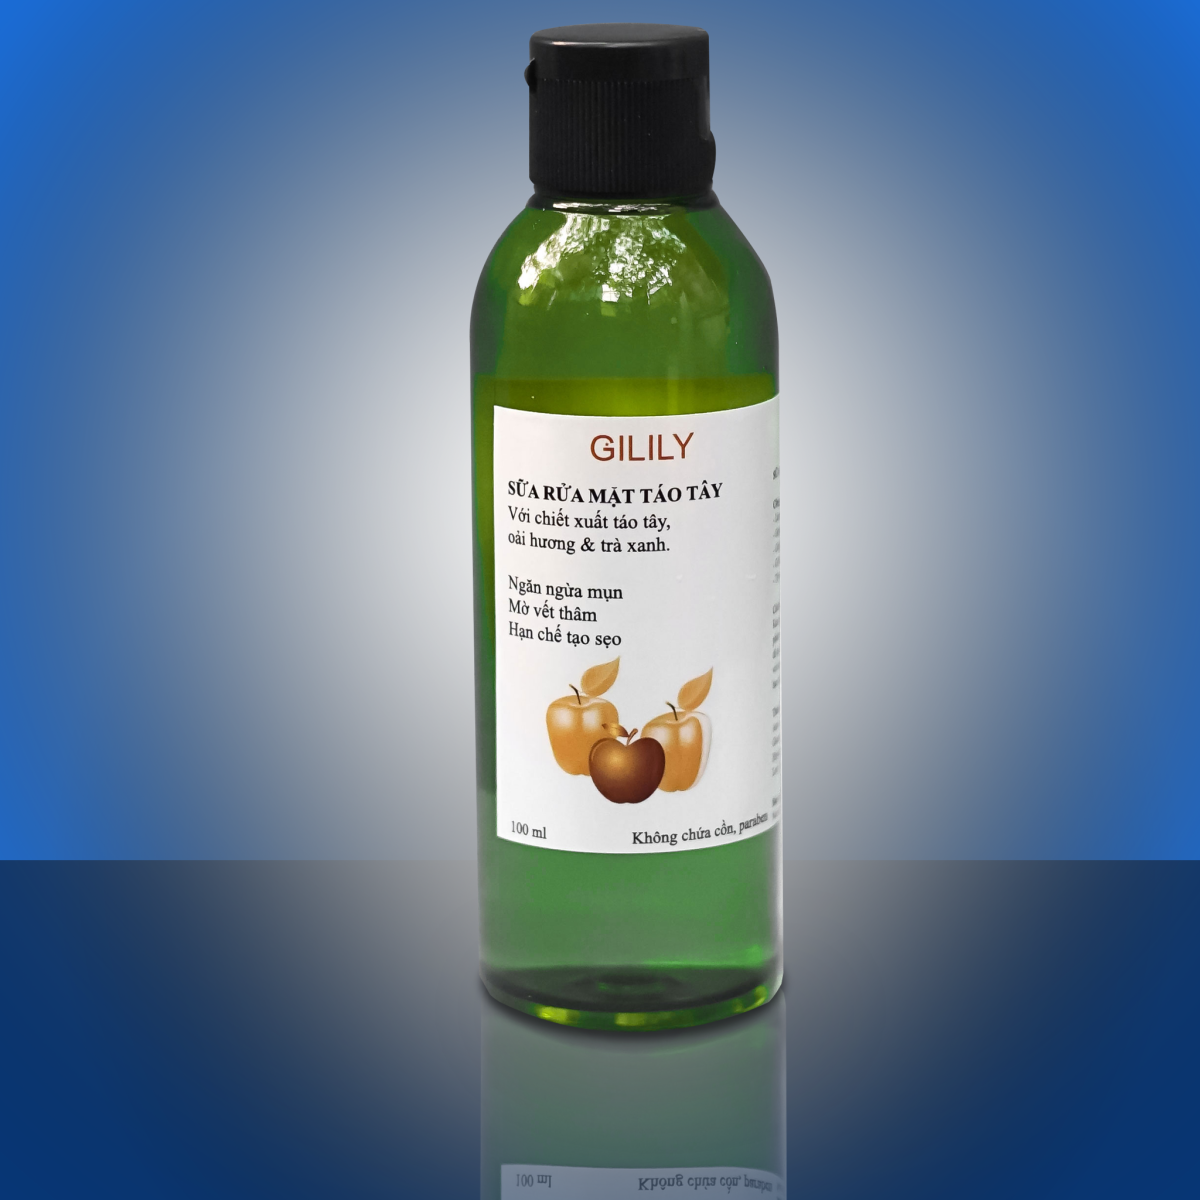 GILILY
SỮA RỬA MẶT TÁO TÂY
Với chiết xuất táo tây,
oải hương & trà xanh.
Ngăn ngừa mụn
Mờ vết thâm
Hạn chế tạo sẹo
100 ml
Không chứa cồn, paraben